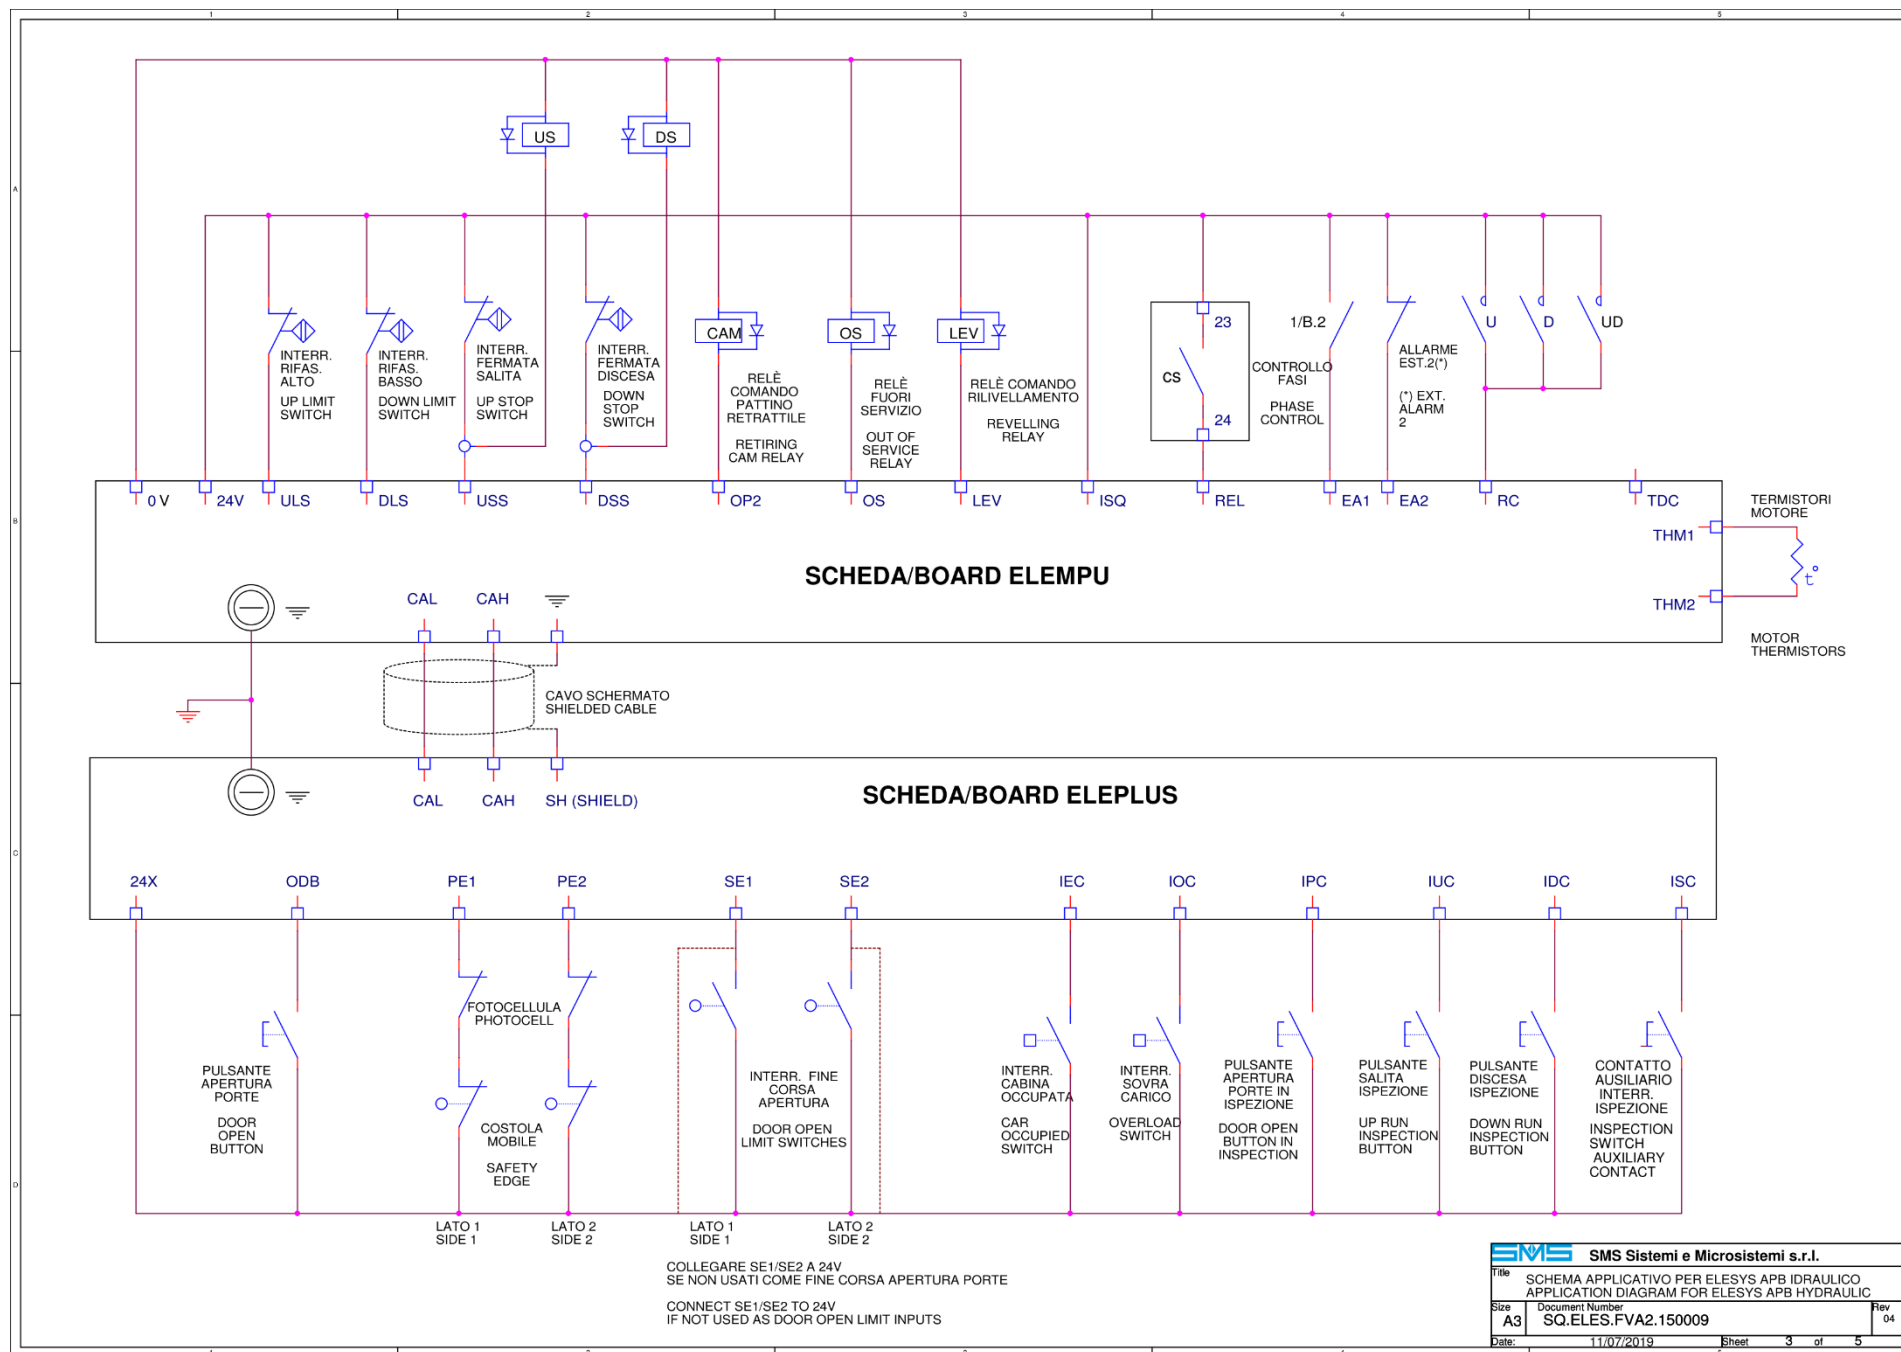 1
2
3
4
5
A
B
C
D
US
DS
INTERR.
RIFAS.
ALTO
UP LIMIT
SWITCH
INTERR.
RIFAS.
BASSO
DOWN LIMIT
SWITCH
INTERR.
FERMATA
SALITA
UP STOP
SWITCH
INTERR.
FERMATA
DISCESA
DOWN
STOP
SWITCH
CAM
RELÈ
COMANDO
PATTINO
RETRATTILE
RETIRING
CAM RELAY
OS
RELÈ
FUORI
SERVIZIO
OUT OF
SERVICE
RELAY
LEV
RELÈ COMANDO
RILIVELLAMENTO
REVELLING
RELAY
23
CS
24
CONTROLLO
FASI
PHASE
CONTROL
1/B.2
ALLARME
EST.2(*)
(*) EXT.
ALARM
2
U
D
UD
0 V
24V
ULS
DLS
USS
DSS
OP2
OS
LEV
ISQ
REL
EA1
EA2
RC
TDC
THM1
THM2
TERMISTORI
MOTORE
t°
MOTOR
THERMISTORS
SCHEDA/BOARD ELEMPU
CAL
CAH
CAVO SCHERMATO
SHIELDED CABLE
CAL
CAH
SH (SHIELD)
SCHEDA/BOARD ELEPLUS
24X
ODB
PE1
PE2
SE1
SE2
IEC
IOC
IPC
IUC
IDC
ISC
PULSANTE
APERTURA
PORTE
DOOR
OPEN
BUTTON
FOTOCELLULA
PHOTOCELL
COSTOLA
MOBILE
SAFETY
EDGE
INTERR. FINE
CORSA
APERTURA
DOOR OPEN
LIMIT SWITCHES
INTERR.
CABINA
OCCUPATA
CAR
OCCUPIED
SWITCH
INTERR.
SOVRA
CARICO
OVERLOAD
SWITCH
PULSANTE
APERTURA
PORTE IN
ISPEZIONE
DOOR OPEN
BUTTON IN
INSPECTION
PULSANTE
SALITA
ISPEZIONE
UP RUN
INSPECTION
BUTTON
PULSANTE
DISCESA
ISPEZIONE
DOWN RUN
INSPECTION
BUTTON
CONTATTO
AUSILIARIO
INTERR.
ISPEZIONE
INSPECTION
SWITCH
AUXILIARY
CONTACT
LATO 1
SIDE 1
LATO 2
SIDE 2
LATO 1
SIDE 1
LATO 2
SIDE 2
COLLEGARE SE1/SE2 A 24V
SE NON USATI COME FINE CORSA APERTURA PORTE
CONNECT SE1/SE2 TO 24V
IF NOT USED AS DOOR OPEN LIMIT INPUTS
SMS SMS Sistemi e Microsistemi s.r.l.
Title
SCHEMA APPLICATIVO PER ELESYS APB IDRAULICO
APPLICATION DIAGRAM FOR ELESYS APB HYDRAULIC
Size Document Number Rev
A3 SQ.ELES.FVA2.150009 04
Date: 11/07/2019 Sheet 3 of 5